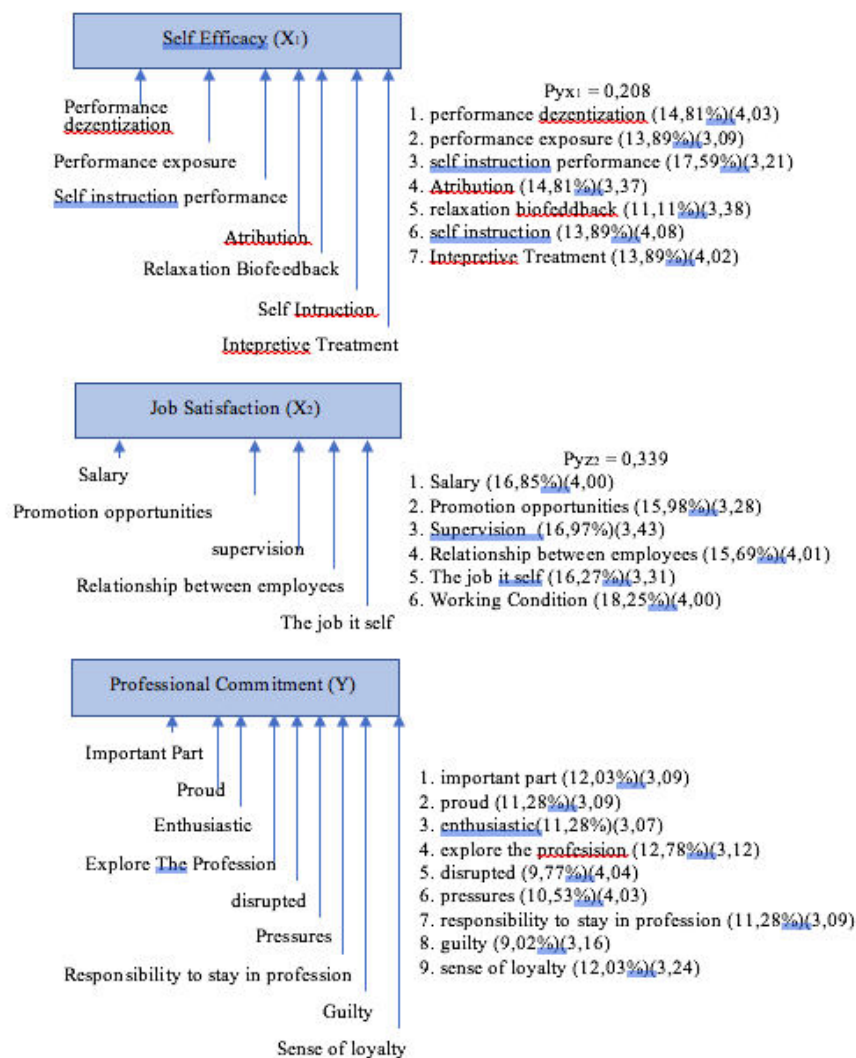 Self Efficacy (X1)
Performance
dezentization
Performance exposure
Self instruction performance
Atribution
Relaxation Biofeedback
Self Intruction
Intepretive Treatment
Pyx1 = 0,208
1. performance dezentization (14,81%)(4,03)
2. performance exposure (13,89%)(3,09)
3. self instruction performance (17,59%)(3,21)
4. Atribution (14,81%)(3,37)
5. relaxation biofeddback (11,11%)(3,38)
6. self instruction (13,89%)(4,08)
7. Intepretive Treatment (13,89%)(4,02)
Job Satisfaction (X2)
Salary
Promotion opportunities
supervision
Relationship between employees
The job it self
Pyz2 = 0,339
1. Salary (16,85%)(4,00)
2. Promotion opportunities (15,98%)(3,28)
3. Supervision (16,97%)(3,43)
4. Relationship between employees (15,69%)(4,01)
5. The job it self (16,27%)(3,31)
6. Working Condition (18,25%)(4,00)
Professional Commitment (Y)
Important Part
Proud
Enthusiastic
Explore The Profession
disrupted
Pressures
Responsibility to stay in profession
Guilty
Sense of loyalty
1. important part (12,03%)(3,09)
2. proud (11,28%)(3,09)
3. enthusiastic(11,28%)(3,07)
4. explore the profesision (12,78%)(3,12)
5. disrupted (9,77%)(4,04)
6. pressures (10,53%)(4,03)
7. responsibility to stay in profession (11,28%)(3,09)
8. guilty (9,02%)(3,16)
9. sense of loyalty (12,03%)(3,24)